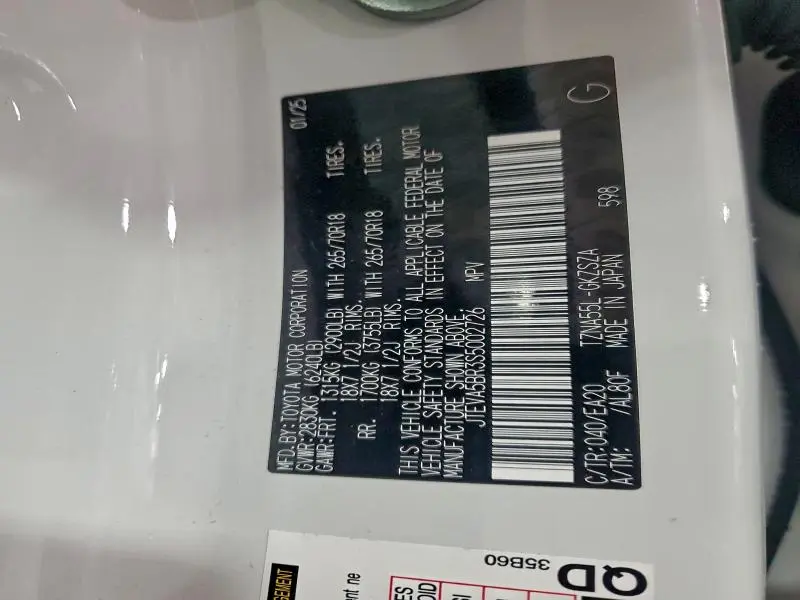 MFD.BY:TOYOTA MOTOR CORPORATION 01/25
GVWR:2830KG (6240LB)
GAWR:FRT. 1315KG (2900LB) WITH 265/70R18 TIRES.
18X7 1/2J RIMS.
RR. 1700KG (3755LB) WITH 265/70R18 TIRES.
18X7 1/2J RIMS.
THIS VEHICLE CONFORMS TO ALL APPLICABLE FEDERAL MOTOR
VEHICLE SAFETY STANDARDS IN EFFECT ON THE DATE OF
MANUFACTURE SHOWN ABOVE.
JTEVA5BR3S5002726 MPV
C/TR:040/EA20 TZNA55L-GKZSZA
A/TM: /AL80F MADE IN JAPAN 598
G
QD
35B60